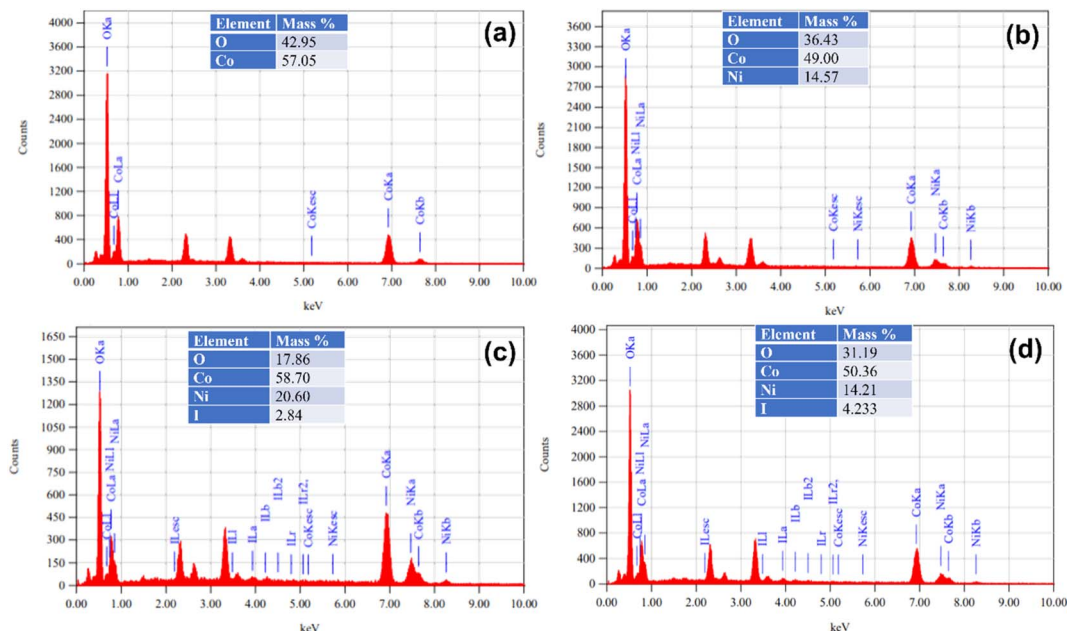 (a)
Element Mass %
O 42.95
Co 57.05
Counts
4000
3600
3200
2800
2400
2000
1600
1200
800
400
0
OKa
CoLl
CoLa
CoKesc
CoKa
CoKb
0.00 1.00 2.00 3.00 4.00 5.00 6.00 7.00 8.00 9.00 10.00
keV
(b)
Element Mass %
O 36.43
Co 49.00
Ni 14.57
Counts
3600
3300
3000
2700
2400
2100
1800
1500
1200
900
600
300
0
OKa
CoLl
CoLa
NiLl
NiLa
CoKesc
NiKesc
CoKa
NiKa
CoKb
NiKb
0.00 1.00 2.00 3.00 4.00 5.00 6.00 7.00 8.00 9.00 10.00
keV
(c)
Element Mass %
O 17.86
Co 58.70
Ni 20.60
I 2.84
Counts
1650
1500
1350
1200
1050
900
750
600
450
300
150
0
OKa
CoLl
CoLa
NiLl
NiLa
ILesc
ILl
ILa
ILb
ILb2
ILr
ILr2,
CoKesc
NiKesc
CoKa
NiKa
CoKb
NiKb
0.00 1.00 2.00 3.00 4.00 5.00 6.00 7.00 8.00 9.00 10.00
keV
(d)
Element Mass %
O 31.19
Co 50.36
Ni 14.21
I 4.233
Counts
4000
3600
3200
2800
2400
2000
1600
1200
800
400
0
OKa
CoLl
CoLa
NiLl
NiLa
ILesc
ILl
ILa
ILb
ILb2
ILr
ILr2,
CoKesc
NiKesc
CoKa
NiKa
CoKb
NiKb
0.00 1.00 2.00 3.00 4.00 5.00 6.00 7.00 8.00 9.00 10.00
keV